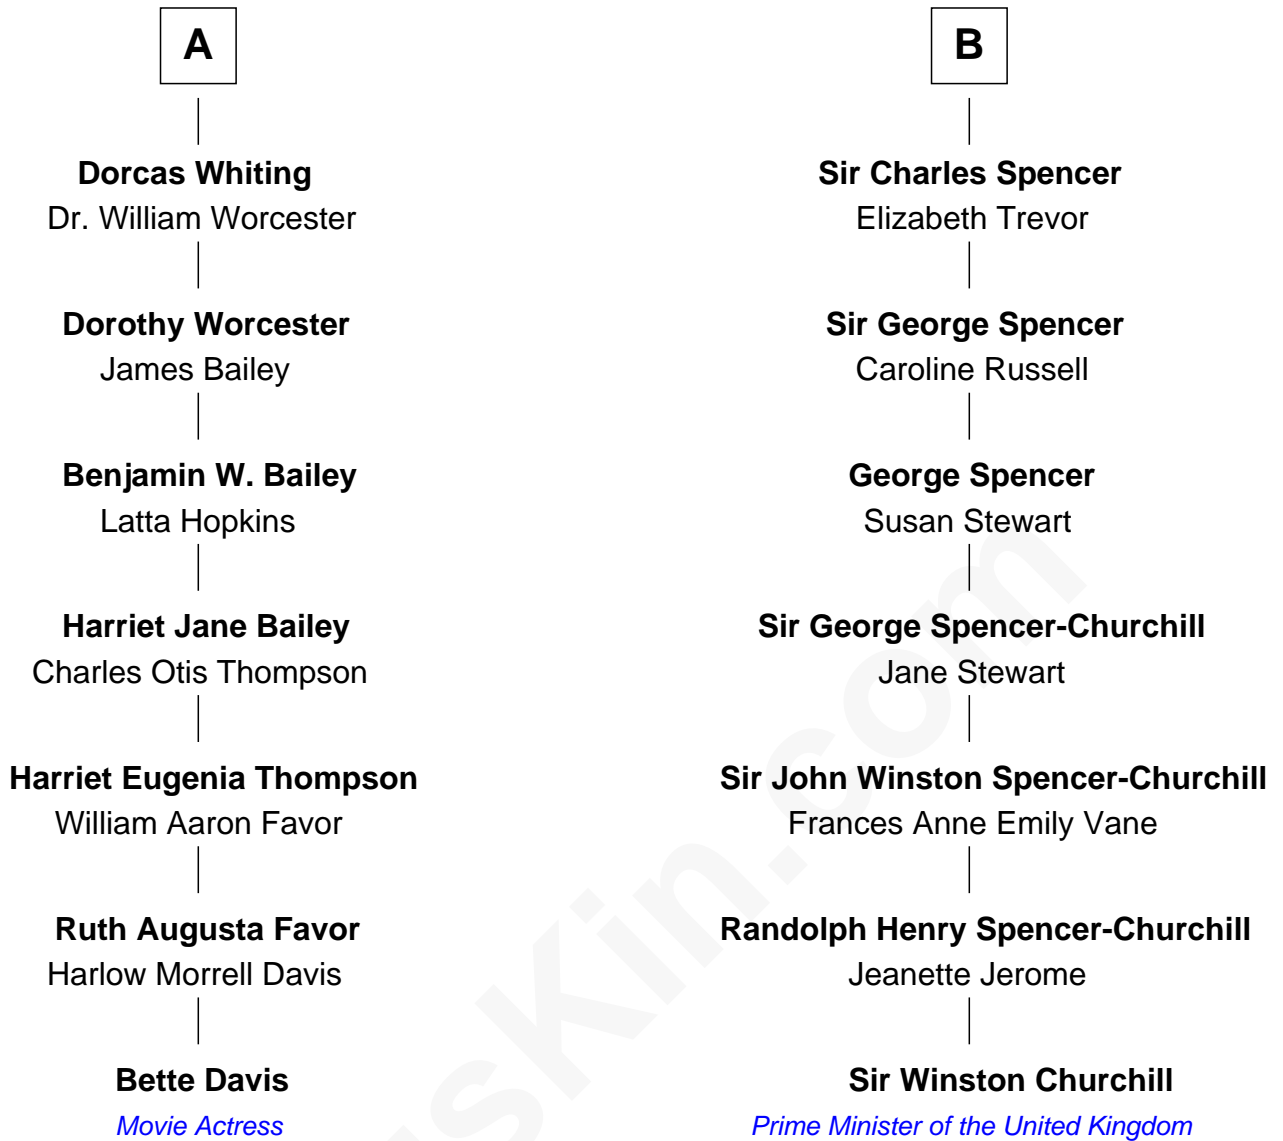 A
Dorcas Whiting
Dr. William Worcester
Dorothy Worcester
James Bailey
Benjamin W. Bailey
Latta Hopkins
Harriet Jane Bailey
Charles Otis Thompson
Harriet Eugenia Thompson
William Aaron Favor
Ruth Augusta Favor
Harlow Morrell Davis
Bette Davis
Movie Actress
B
Sir Charles Spencer
Elizabeth Trevor
Sir George Spencer
Caroline Russell
George Spencer
Susan Stewart
Sir George Spencer-Churchill
Jane Stewart
Sir John Winston Spencer-Churchill
Frances Anne Emily Vane
Randolph Henry Spencer-Churchill
Jeanette Jerome
Sir Winston Churchill
Prime Minister of the United Kingdom